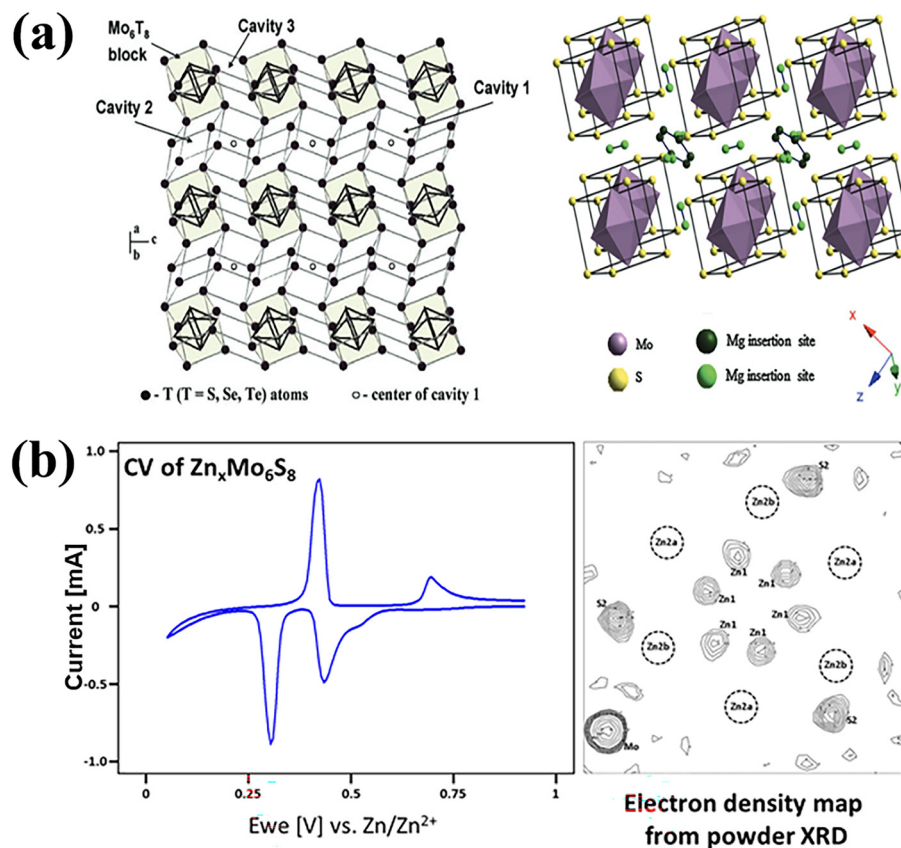 (a)
Mo6T8
block
Cavity 3
Cavity 1
Cavity 2
a
c
b
● - T (T = S, Se, Te) atoms
○ - center of cavity 1
Mo
Mg insertion site
S
Mg insertion site
x
y
z
(b)
CV of ZnxMo6S8
Current [mA]
1.0
0.5
0
-0.5
-1.0
0
0.25
0.5
0.75
1
Ewe [V] vs. Zn/Zn2+
S2
Zn2b
Zn2a
Zn2a
Zn1
Zn1
Zn1
Zn1
S2
Zn1
Zn1
Zn2b
Zn2b
Zn2a
S2
Mo
Electron density map
from powder XRD